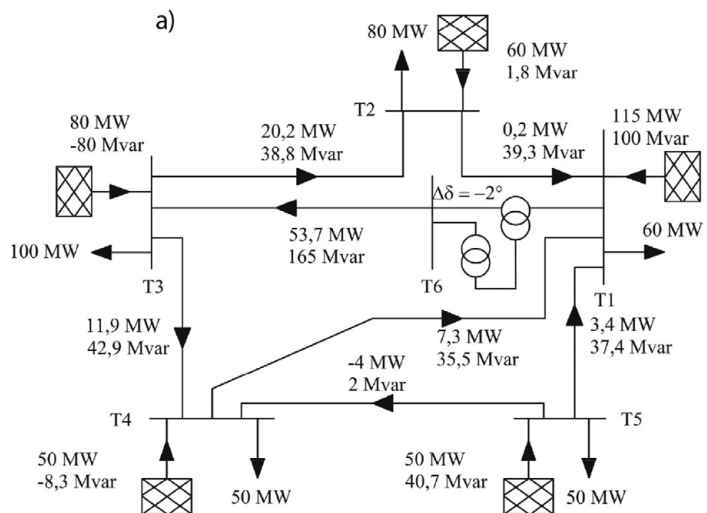 a)
80 MW
60 MW
1,8 Mvar
T2
80 MW
-80 Mvar
20,2 MW
38,8 Mvar
0,2 MW
39,3 Mvar
115 MW
100 Mvar
Δδ = −2°
53,7 MW
165 Mvar
100 MW
60 MW
T3
T6
T1
11,9 MW
42,9 Mvar
7,3 MW
35,5 Mvar
3,4 MW
37,4 Mvar
-4 MW
2 Mvar
T4
T5
50 MW
-8,3 Mvar
50 MW
50 MW
40,7 Mvar
50 MW